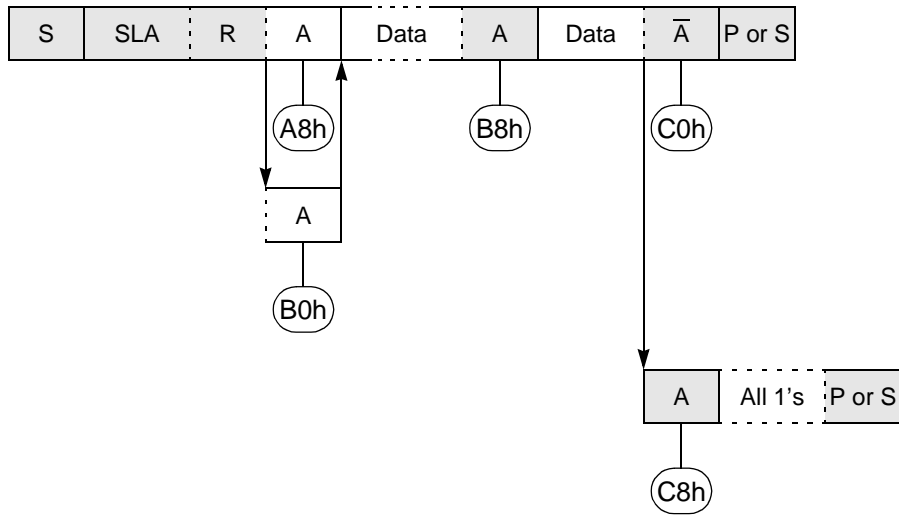 S SLA R A Data A Data A̅ P or S
A8h B8h C0h
A
B0h
A All 1's P or S
C8h